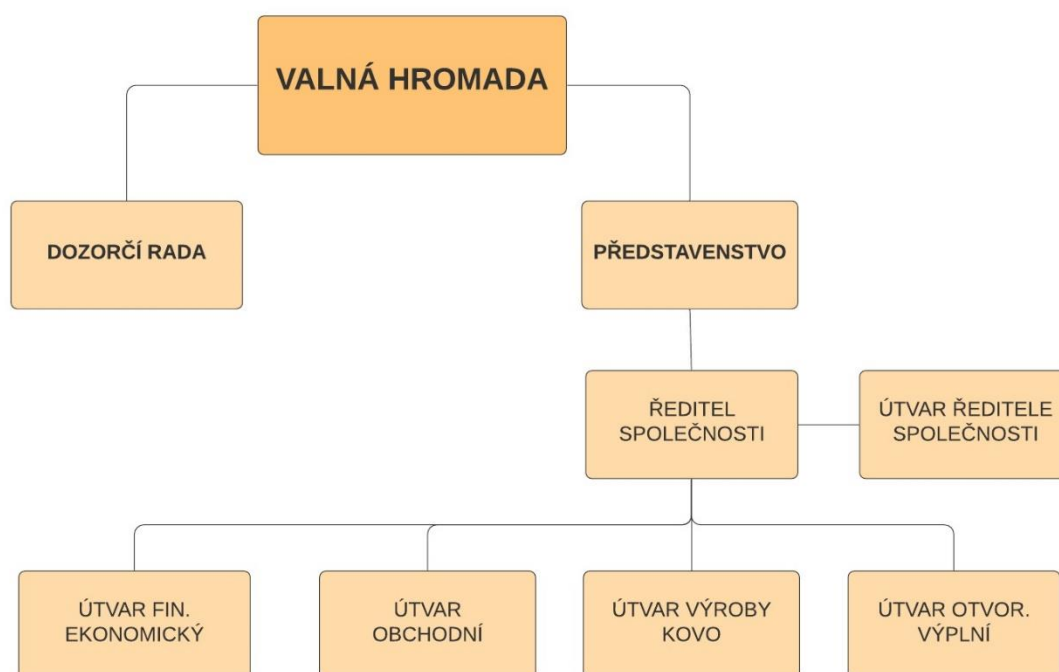 VALNÁ HROMADA
DOZORČÍ RADA
PŘEDSTAVENSTVO
ŘEDITEL
SPOLEČNOSTI
ÚTVAR ŘEDITELE
SPOLEČNOSTI
ÚTVAR FIN.
EKONOMICKÝ
ÚTVAR
OBCHODNÍ
ÚTVAR VÝROBY
KOVO
ÚTVAR OTVOR.
VÝPLNÍ